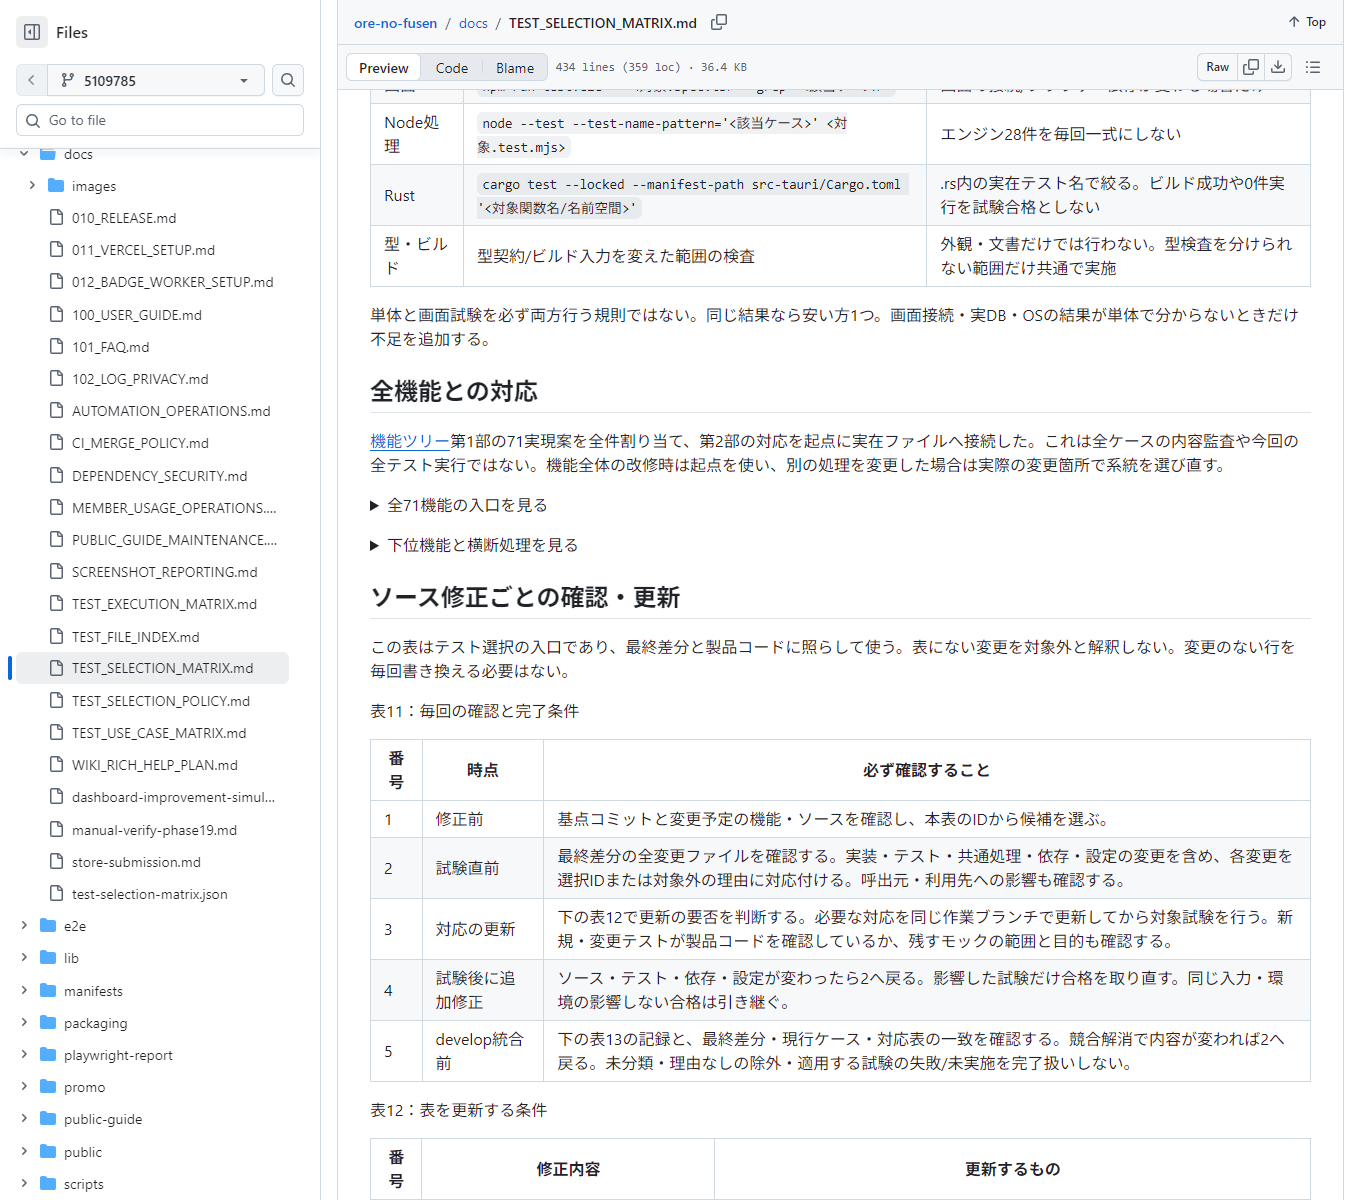 Files
5109785
Go to file
docs
images
010_RELEASE.md
011_VERCEL_SETUP.md
012_BADGE_WORKER_SETUP.md
100_USER_GUIDE.md
101_FAQ.md
102_LOG_PRIVACY.md
AUTOMATION_OPERATIONS.md
CI_MERGE_POLICY.md
DEPENDENCY_SECURITY.md
MEMBER_USAGE_OPERATIONS....
PUBLIC_GUIDE_MAINTENANCE....
SCREENSHOT_REPORTING.md
TEST_EXECUTION_MATRIX.md
TEST_FILE_INDEX.md
TEST_SELECTION_MATRIX.md
TEST_SELECTION_POLICY.md
TEST_USE_CASE_MATRIX.md
WIKI_RICH_HELP_PLAN.md
dashboard-improvement-simul...
manual-verify-phase19.md
store-submission.md
test-selection-matrix.json
e2e
lib
manifests
packaging
playwright-report
promo
public-guide
public
scripts
ore-no-fusen / docs / TEST_SELECTION_MATRIX.md
Top
Preview Code Blame 434 lines (359 loc) · 36.4 KB
Raw
Node処
理
node --test --test-name-pattern='<該当ケース>' <対
象.test.mjs>
エンジン28件を毎回一式にしない
Rust
cargo test --locked --manifest-path src-tauri/Cargo.toml
'<対象関数名/名前空間>'
.rs内の実在テスト名で絞る。ビルド成功や0件実
行を試験合格としない
型・ビル
ド
型契約/ビルド入力を変えた範囲の検査
外観・文書だけでは行わない。型検査を分けられ
ない範囲だけ共通で実施
単体と画面試験を必ず両方行う規則ではない。同じ結果なら安い方1つ。画面接続・実DB・OSの結果が単体で分からないときだけ
不足を追加する。
全機能との対応
機能ツリー第1部の71実現案を全件割り当て、第2部の対応を起点に実在ファイルへ接続した。これは全ケースの内容監査や今回の
全テスト実行ではない。機能全体の改修時は起点を使い、別の処理を変更した場合は実際の変更箇所で系統を選び直す。
▶ 全71機能の入口を見る
▶ 下位機能と横断処理を見る
ソース修正ごとの確認・更新
この表はテスト選択の入口であり、最終差分と製品コードに照らして使う。表にない変更を対象外と解釈しない。変更のない行を
毎回書き換える必要はない。
表11：毎回の確認と完了条件
番
号
時点
必ず確認すること
1
修正前
基点コミットと変更予定の機能・ソースを確認し、本表のIDから候補を選ぶ。
2
試験直前
最終差分の全変更ファイルを確認する。実装・テスト・共通処理・依存・設定の変更を含め、各変更を
選択IDまたは対象外の理由に対応付ける。呼出元・利用先への影響も確認する。
3
対応の更新
下の表12で更新の要否を判断する。必要な対応を同じ作業ブランチで更新してから対象試験を行う。新
規・変更テストが製品コードを確認しているか、残すモックの範囲と目的も確認する。
4
試験後に追
加修正
ソース・テスト・依存・設定が変わったら2へ戻る。影響した試験だけ合格を取り直す。同じ入力・環
境の影響しない合格は引き継ぐ。
5
develop統合
前
下の表13の記録と、最終差分・現行ケース・対応表の一致を確認する。競合解消で内容が変われば2へ
戻る。未分類・理由なしの除外・適用する試験の失敗/未実施を完了扱いしない。
表12：表を更新する条件
番
号
修正内容
更新するもの